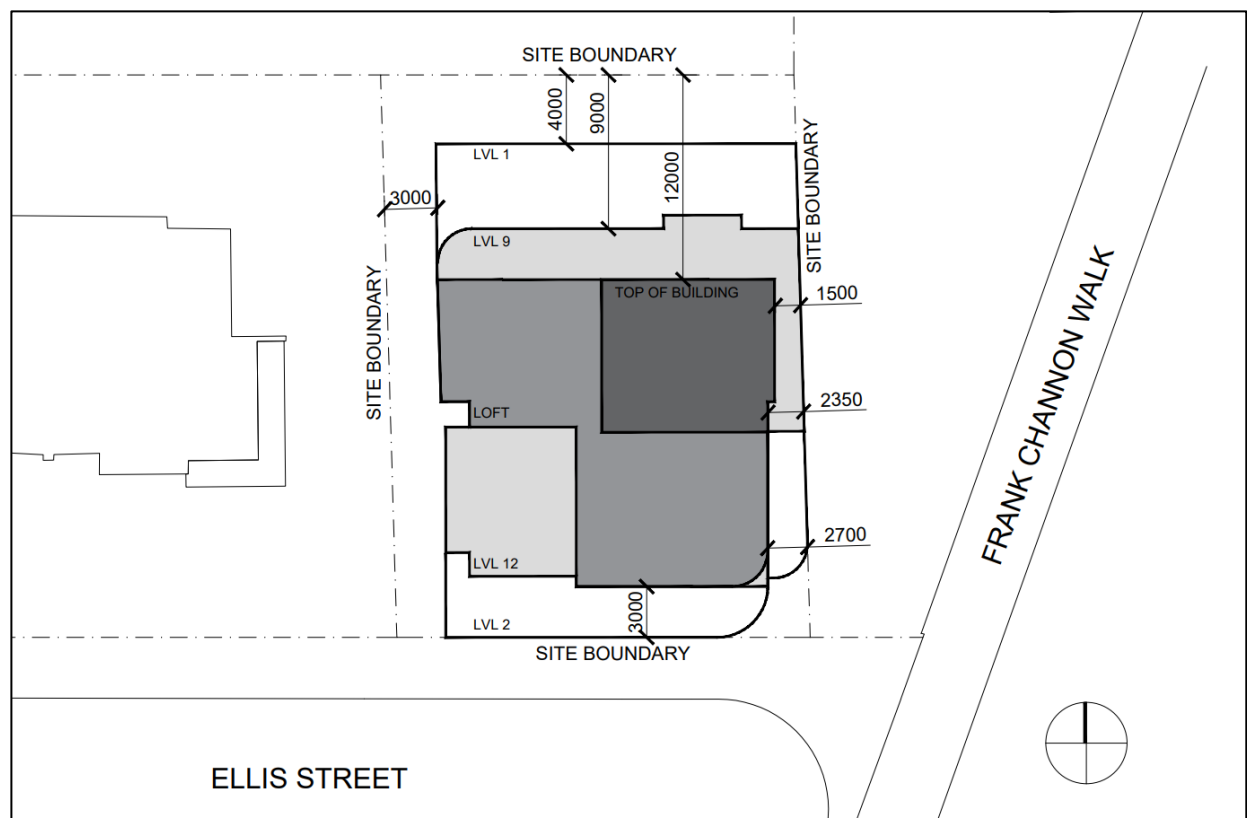 SITE BOUNDARY
4000
9000
12000
LVL 1
SITE BOUNDARY
3000
LVL 9
SITE BOUNDARY
TOP OF BUILDING
1500
LOFT
2350
FRANK CHANNON WALK
2700
LVL 12
3000
LVL 2
SITE BOUNDARY
ELLIS STREET